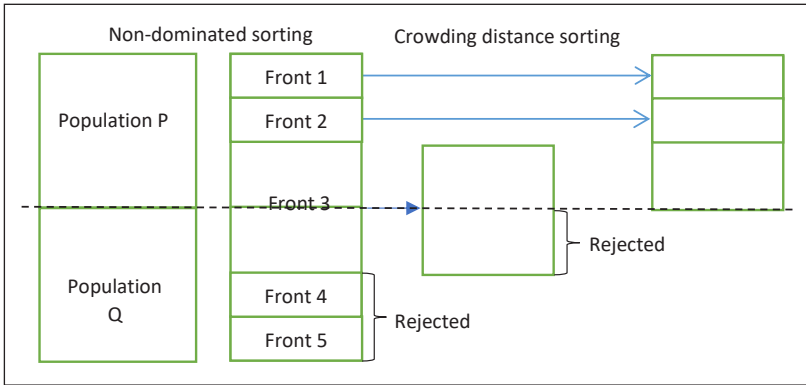 Non-dominated sorting
Crowding distance sorting
Population P
Front 1
Front 2
Front 3
Rejected
Population
Q
Front 4
Front 5
Rejected